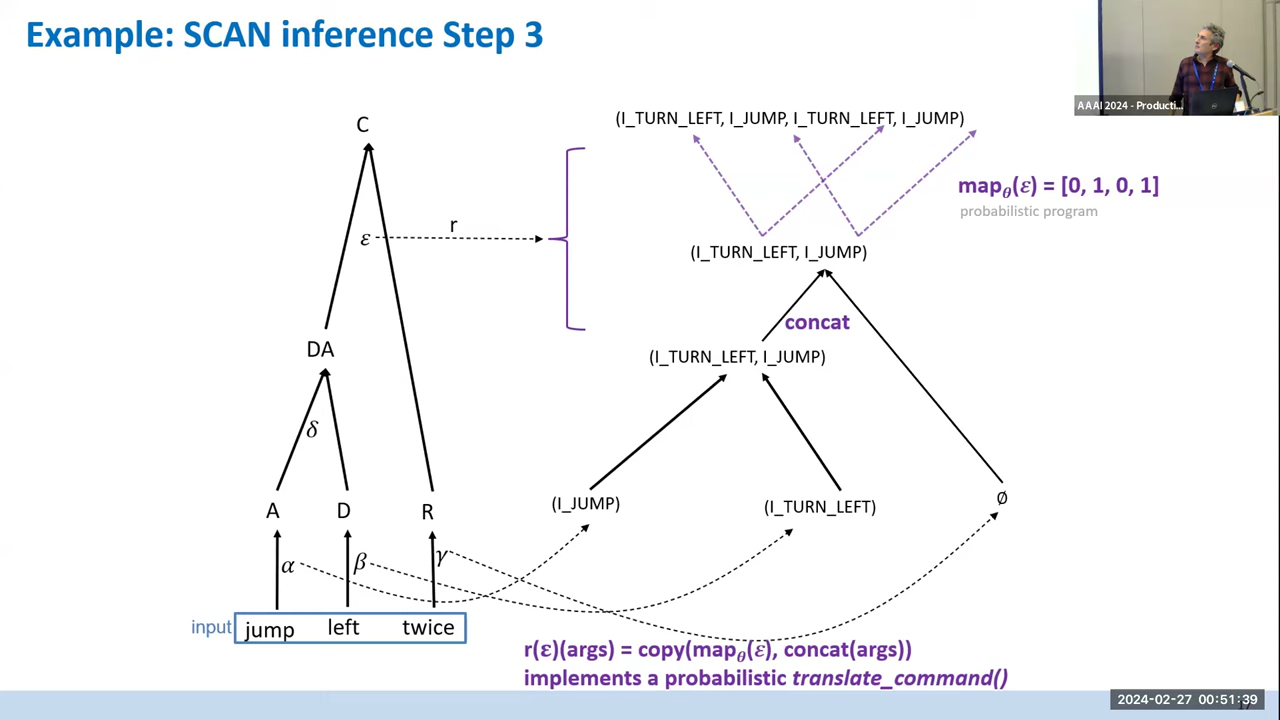 Example: SCAN inference Step 3
AAAI 2024 - Producti...
C
(I_TURN_LEFT, I_JUMP, I_TURN_LEFT, I_JUMP)
mapθ(ε) = [0, 1, 0, 1]
probabilistic program
r
ε
(I_TURN_LEFT, I_JUMP)
concat
DA
(I_TURN_LEFT, I_JUMP)
δ
A D R
(I_JUMP)
(I_TURN_LEFT)
∅
α β γ
input
jump left twice
r(ε)(args) = copy(mapθ(ε), concat(args))
implements a probabilistic translate_command()
2024-02-27 00:51:39